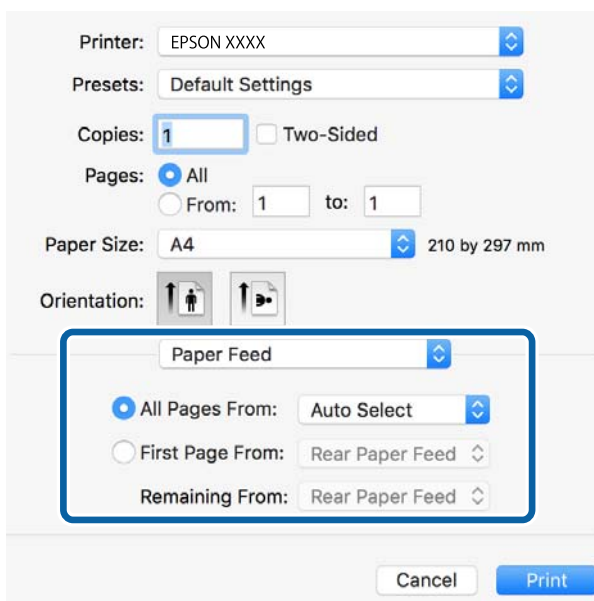 Printer: EPSON XXXX
Presets: Default Settings
Copies: 1 Two-Sided
Pages: All
From: 1 to: 1
Paper Size: A4 210 by 297 mm
Orientation:
Paper Feed
All Pages From: Auto Select
First Page From: Rear Paper Feed
Remaining From: Rear Paper Feed
Cancel Print